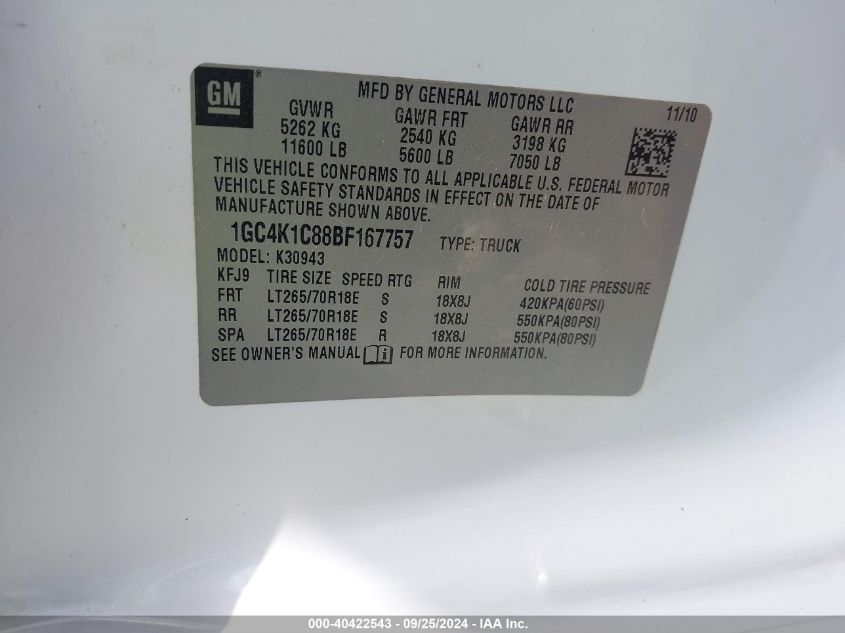 GM ®
MFD BY GENERAL MOTORS LLC
11/10
GVWR GAWR FRT GAWR RR
5262 KG 2540 KG 3198 KG
11600 LB 5600 LB 7050 LB
THIS VEHICLE CONFORMS TO ALL APPLICABLE U.S. FEDERAL MOTOR
VEHICLE SAFETY STANDARDS IN EFFECT ON THE DATE OF
MANUFACTURE SHOWN ABOVE.
1GC4K1C88BF167757 TYPE: TRUCK
MODEL: K30943
KFJ9 TIRE SIZE SPEED RTG RIM COLD TIRE PRESSURE
FRT LT265/70R18E S 18X8J 420KPA(60PSI)
RR LT265/70R18E S 18X8J 550KPA(80PSI)
SPA LT265/70R18E R 18X8J 550KPA(80PSI)
SEE OWNER'S MANUAL i FOR MORE INFORMATION.
000-40422543 - 09/25/2024 - IAA Inc.